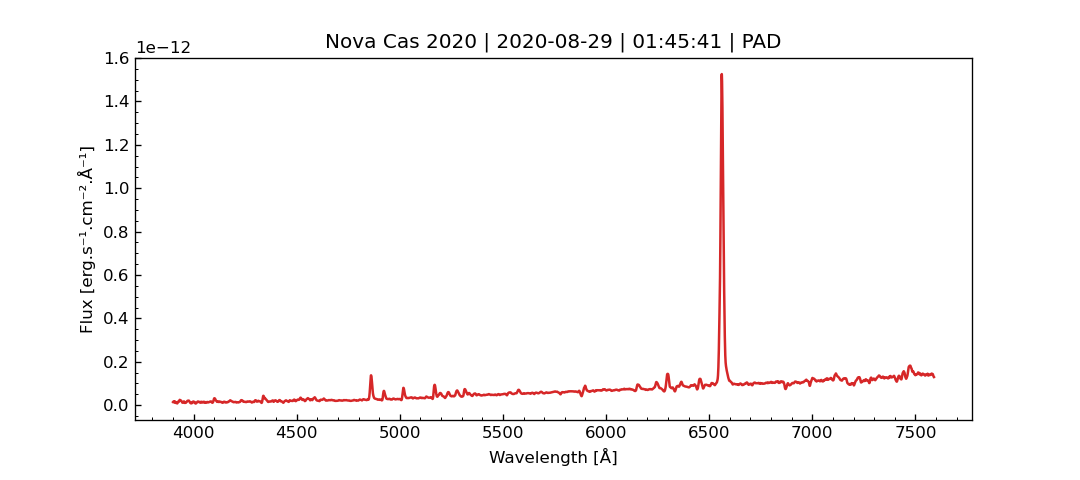 Nova Cas 2020 | 2020-08-29 | 01:45:41 | PAD
1e−12
1.6
1.4
1.2
1.0
0.8
0.6
0.4
0.2
0.0
Flux [erg.s⁻¹.cm⁻².Å⁻¹]
4000 4500 5000 5500 6000 6500 7000 7500
Wavelength [Å]